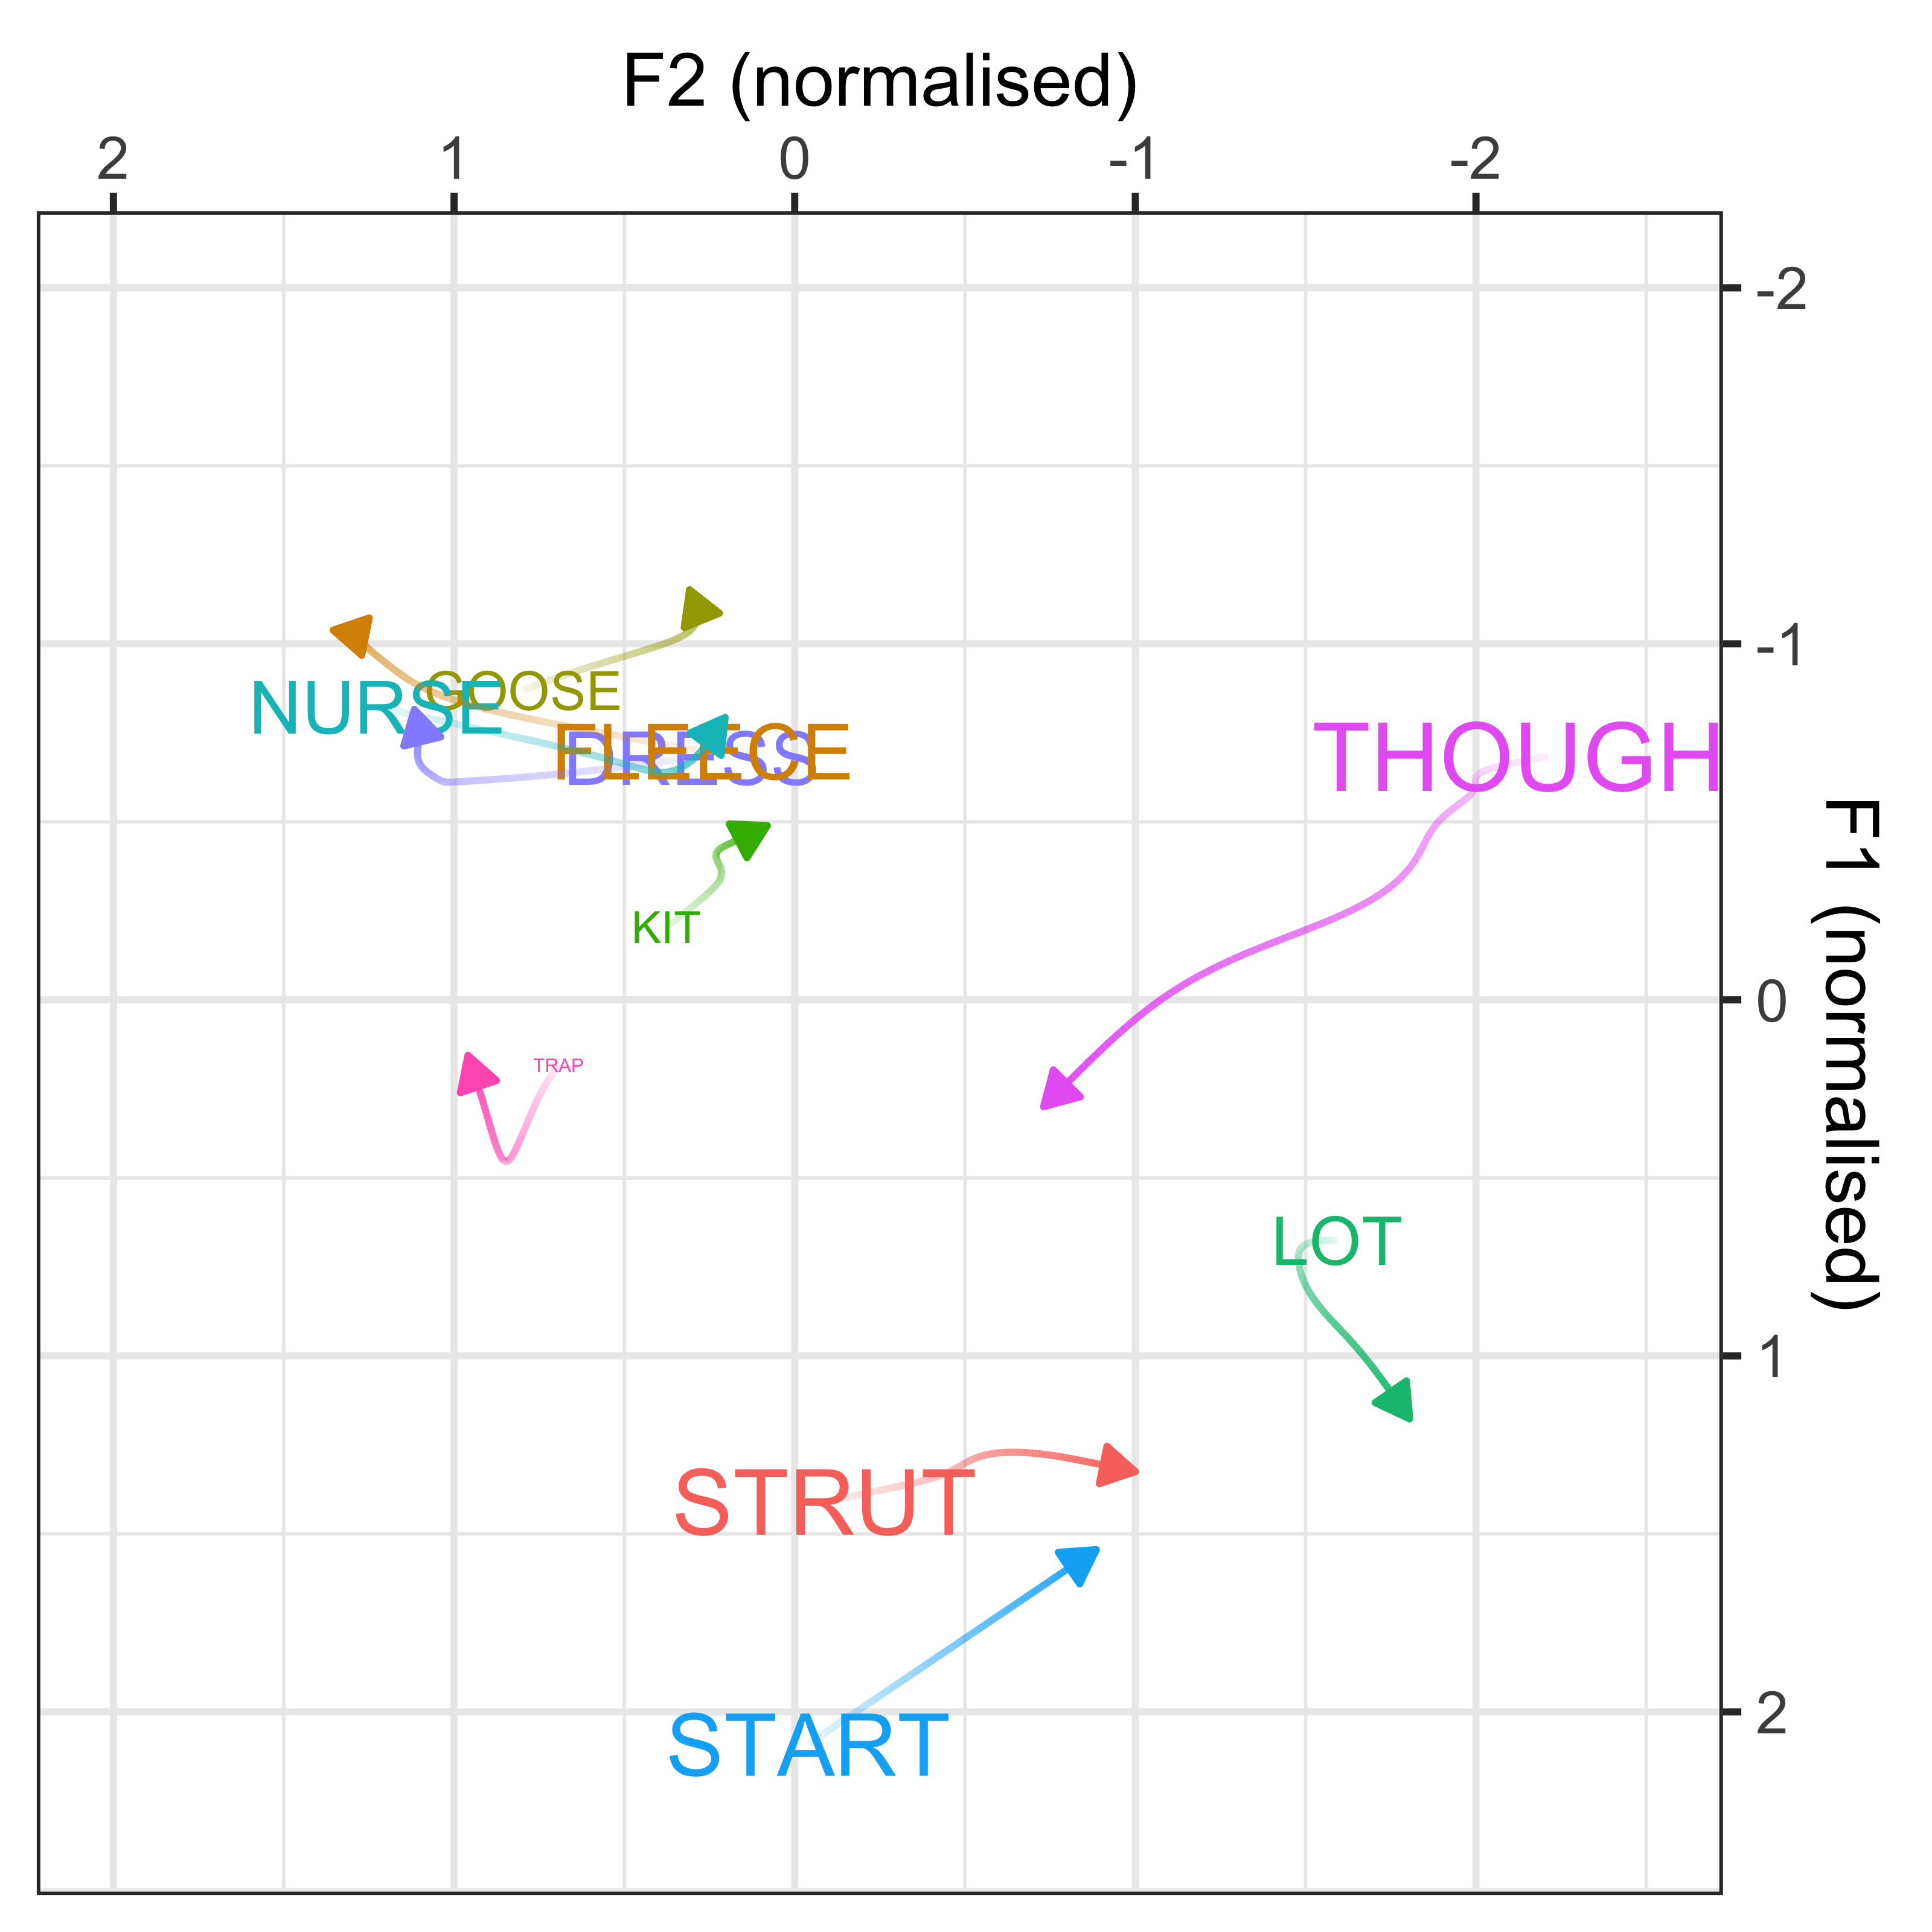 F2 (normalised)
2 1 0 -1 -2
-2
-1
0
1
2
F1 (normalised)
GOOSE
NURSE
FLEECE
DRESS
THOUGH
KIT
TRAP
LOT
STRUT
START